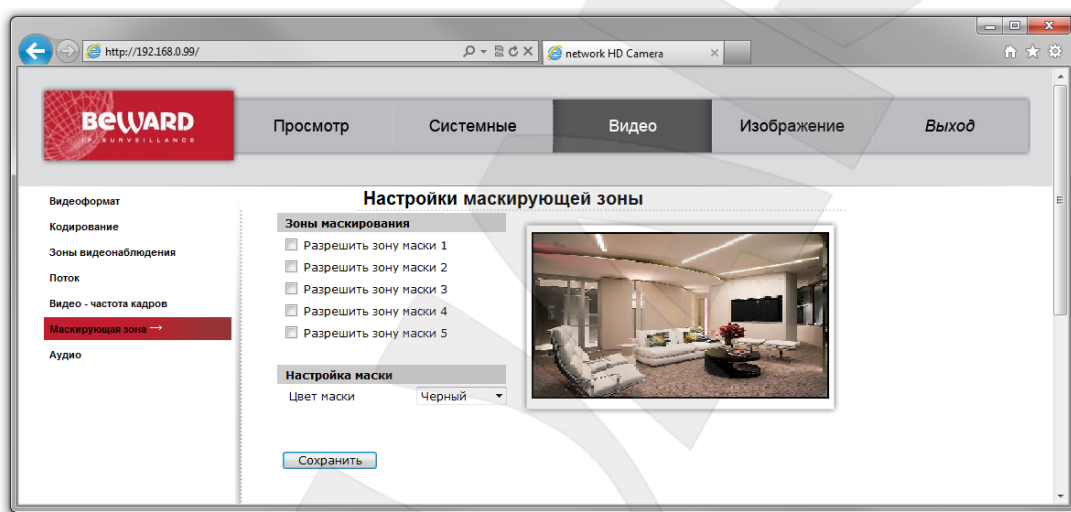 http://192.168.0.99/
network HD Camera
BEWARD
IP SURVEILLANCE
Просмотр
Системные
Видео
Изображение
Выход
Видеоформат
Кодирование
Зоны видеонаблюдения
Поток
Видео - частота кадров
Маскирующая зона →
Аудио
Настройки маскирующей зоны
Зоны маскирования
Разрешить зону маски 1
Разрешить зону маски 2
Разрешить зону маски 3
Разрешить зону маски 4
Разрешить зону маски 5
Настройка маски
Цвет маски Черный
Сохранить